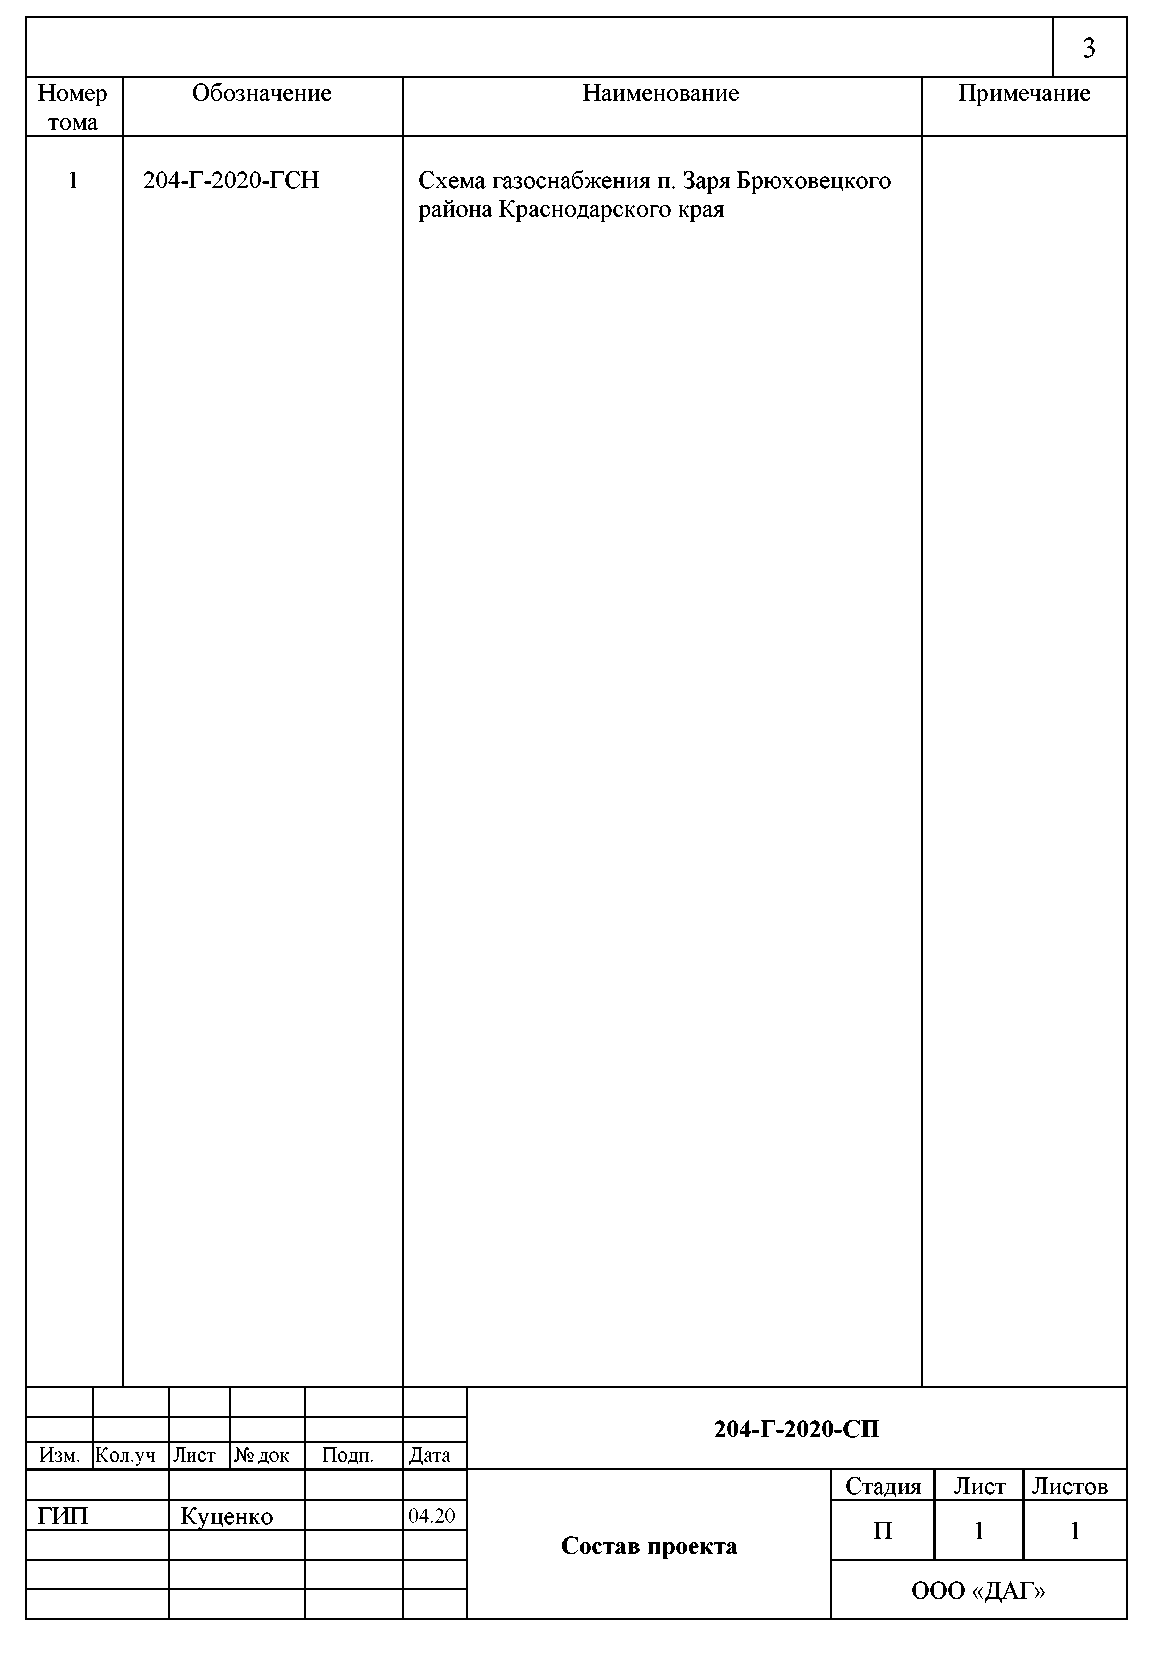 3
Номер тома Обозначение Наименование Примечание
1 204-Г-2020-ГСН Схема газоснабжения п. Заря Брюховецкого
района Краснодарского края
204-Г-2020-СП
Изм. Кол.уч Лист № док Подп. Дата
Стадия Лист Листов
ГИП Куценко 04.20
П 1 1
Состав проекта
ООО «ДАГ»